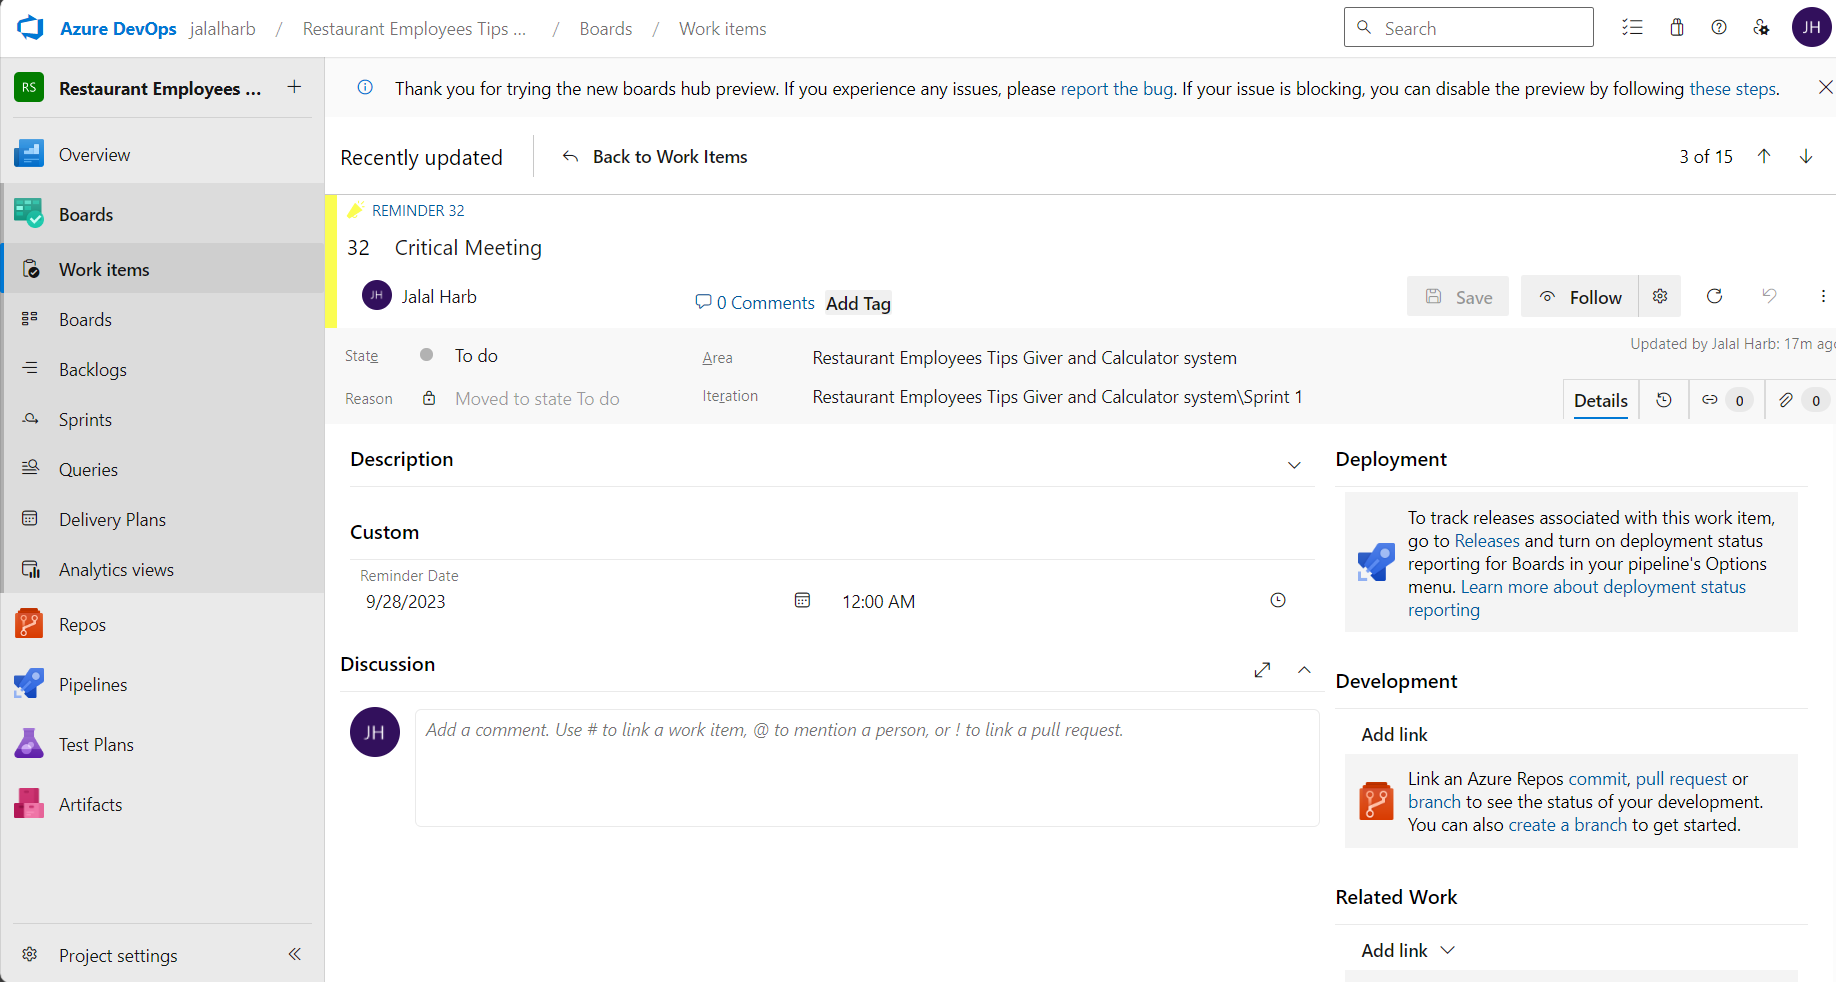 Azure DevOps jalalharb / Restaurant Employees Tips ... / Boards / Work items
Search
JH
RS Restaurant Employees ... +
Overview
Boards
Work items
Boards
Backlogs
Sprints
Queries
Delivery Plans
Analytics views
Repos
Pipelines
Test Plans
Artifacts
Project settings
Thank you for trying the new boards hub preview. If you experience any issues, please report the bug. If your issue is blocking, you can disable the preview by following these steps.
Recently updated
Back to Work Items
3 of 15
REMINDER 32
32 Critical Meeting
JH Jalal Harb
0 Comments Add Tag
Save
Follow
State To do
Area Restaurant Employees Tips Giver and Calculator system
Updated by Jalal Harb: 17m ago
Reason Moved to state To do
Iteration Restaurant Employees Tips Giver and Calculator system\Sprint 1
Details
0
0
Description
Custom
Reminder Date
9/28/2023
12:00 AM
Discussion
JH
Add a comment. Use # to link a work item, @ to mention a person, or ! to link a pull request.
Deployment
To track releases associated with this work item,
go to Releases and turn on deployment status
reporting for Boards in your pipeline's Options
menu. Learn more about deployment status
reporting
Development
Add link
Link an Azure Repos commit, pull request or
branch to see the status of your development.
You can also create a branch to get started.
Related Work
Add link